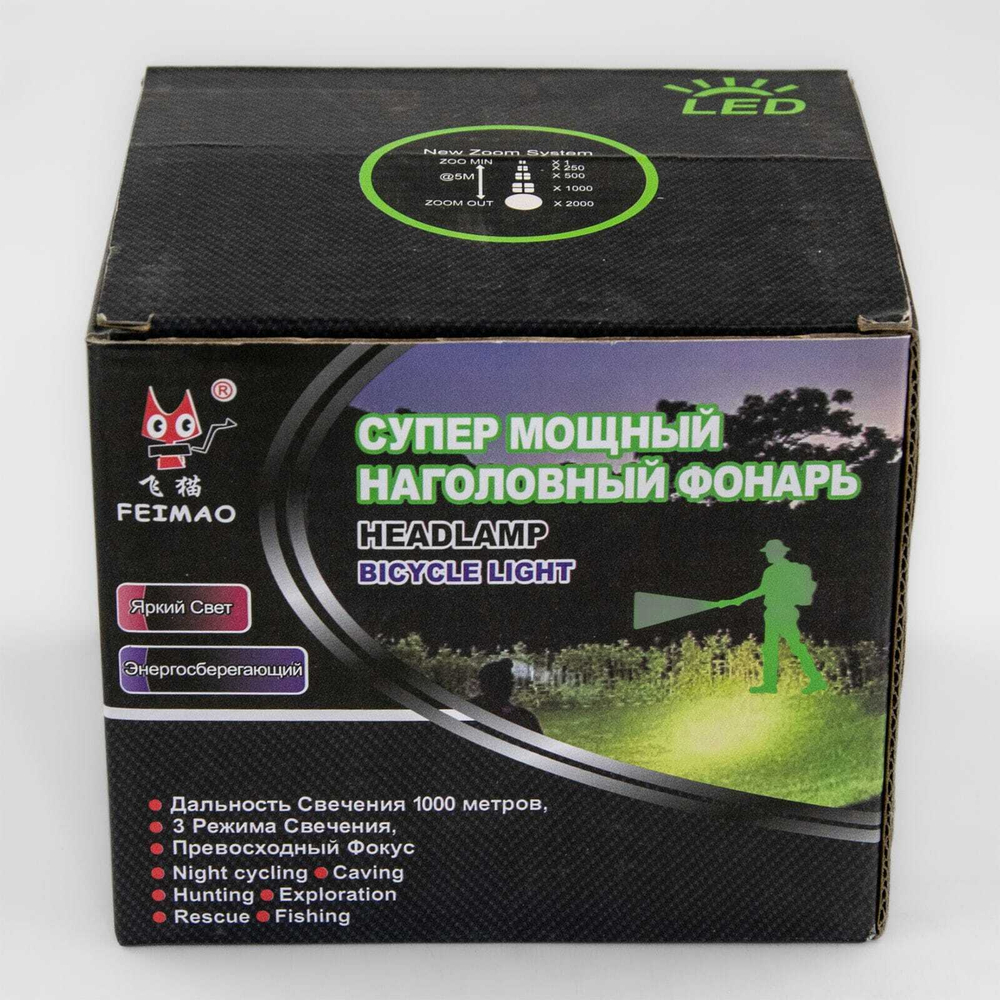 LED
New Zoom System
ZOO MIN X 1
X 250
@5M X 500
X 1000
ZOOM OUT X 2000
®
飞猫
FEIMAO
СУПЕР МОЩНЫЙ
НАГОЛОВНЫЙ ФОНАРЬ
HEADLAMP
BICYCLE LIGHT
Яркий Свет
Энергосберегающий
Дальность Свечения 1000 метров,
3 Режима Свечения,
Превосходный Фокус
Night cycling Caving
Hunting Exploration
Rescue Fishing